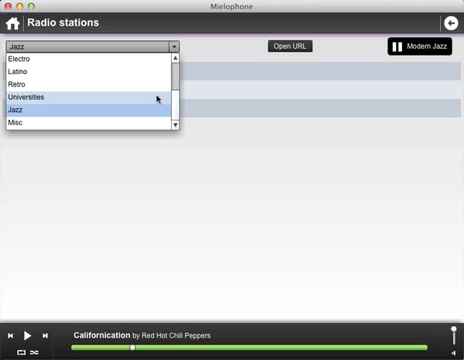 Mielophone
Radio stations
Jazz
Open URL
Modern Jazz
Electro
Latino
Retro
Universities
Jazz
Misc
Californication by Red Hot Chili Peppers